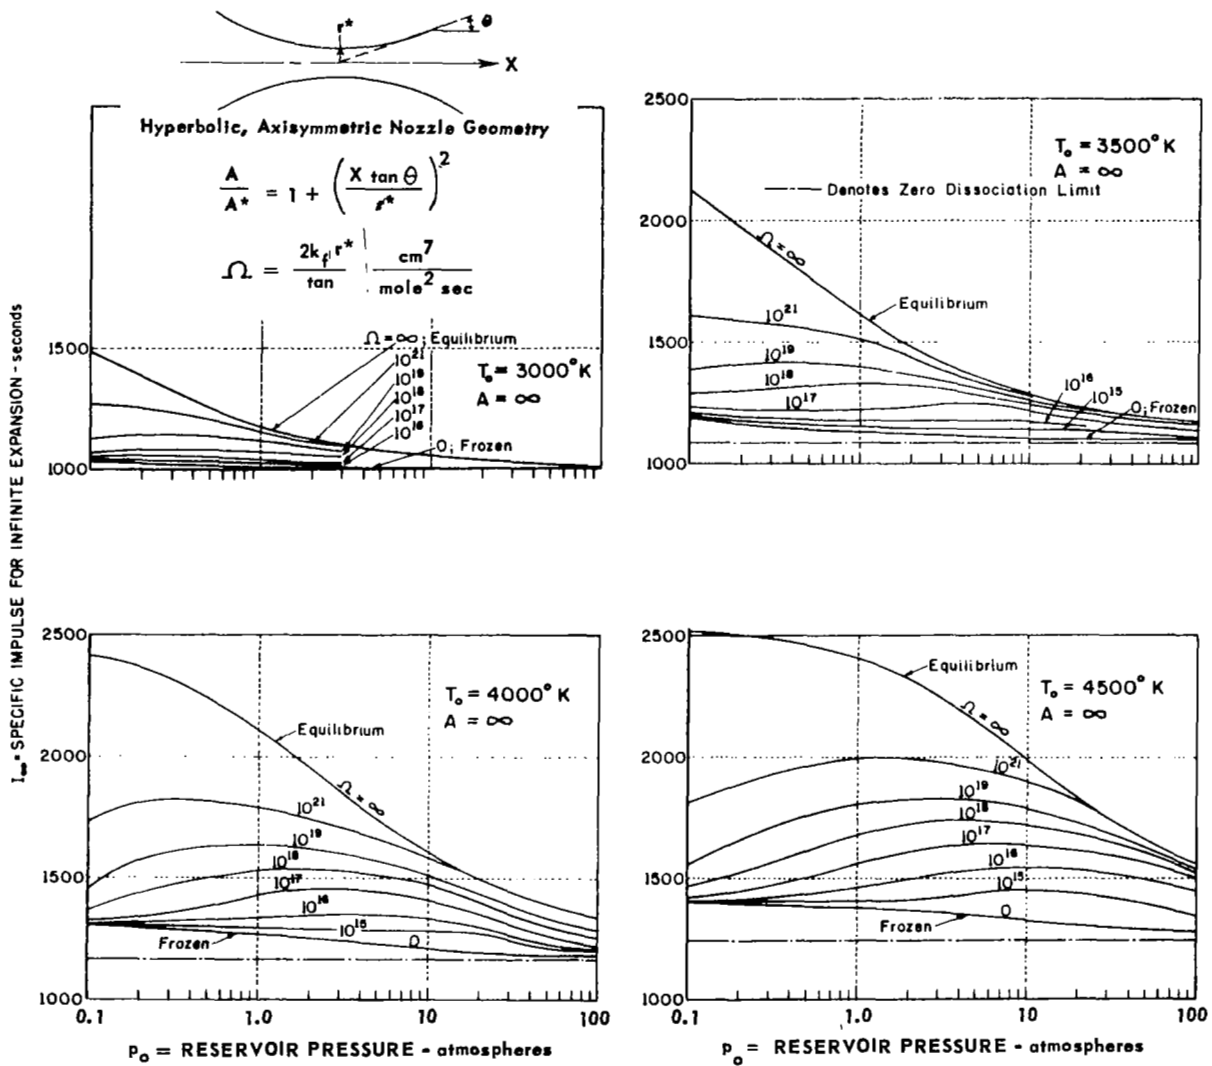 r*
θ
X
Hyperbolic, Axisymmetric Nozzle Geometry
A/A* = 1 + (X tan θ / r*)²
Ω = 2k_f r* / tan | cm⁷ / mole² sec
I∞ = SPECIFIC IMPULSE FOR INFINITE EXPANSION - seconds
1500
1000
Ω = ∞; Equilibrium
10²¹
10¹⁹
10¹⁸
10¹⁷
10¹⁶
O; Frozen
T₀ = 3000° K
A = ∞
2500
2000
1500
1000
T₀ = 3500° K
A = ∞
Denotes Zero Dissociation Limit
Ω = ∞
Equilibrium
10²¹
10¹⁹
10¹⁸
10¹⁷
10¹⁶
10¹⁵
O; Frozen
2500
2000
1500
1000
T₀ = 4000° K
A = ∞
Equilibrium
Ω = ∞
10²¹
10¹⁹
10¹⁸
10¹⁷
10¹⁶
10¹⁵
O
Frozen
0.1 1.0 10 100
p₀ = RESERVOIR PRESSURE - atmospheres
2500
2000
1500
1000
T₀ = 4500° K
A = ∞
Equilibrium
Ω = ∞
10²¹
10¹⁹
10¹⁸
10¹⁷
10¹⁶
10¹⁵
O
Frozen
0.1 1.0 10 100
p₀ = RESERVOIR PRESSURE - atmospheres